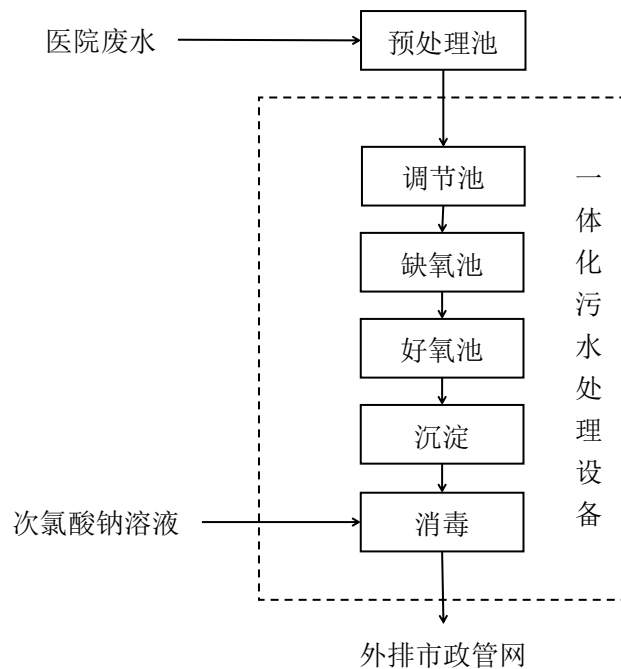 医院废水
预处理池
调节池
缺氧池
好氧池
沉淀
次氯酸钠溶液
消毒
一体化污水处理设备
外排市政管网